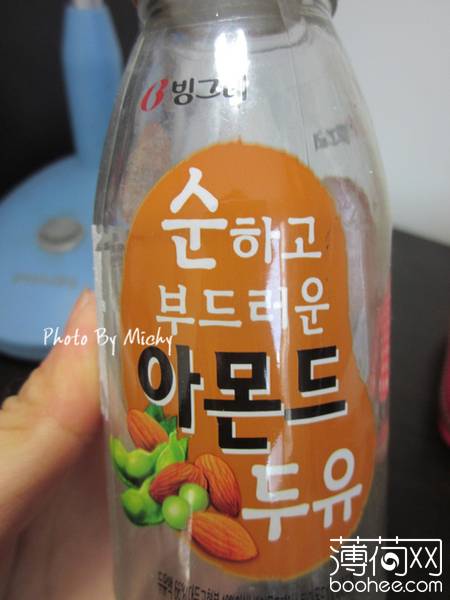 빙그레
순하고
부드러운
아몬드
두유
Photo By Michy
薄荷网
boohee.com